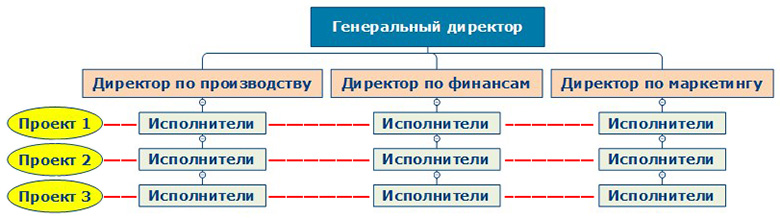 Генеральный директор
Директор по производству
Директор по финансам
Директор по маркетингу
Проект 1
Исполнители
Исполнители
Исполнители
Проект 2
Исполнители
Исполнители
Исполнители
Проект 3
Исполнители
Исполнители
Исполнители